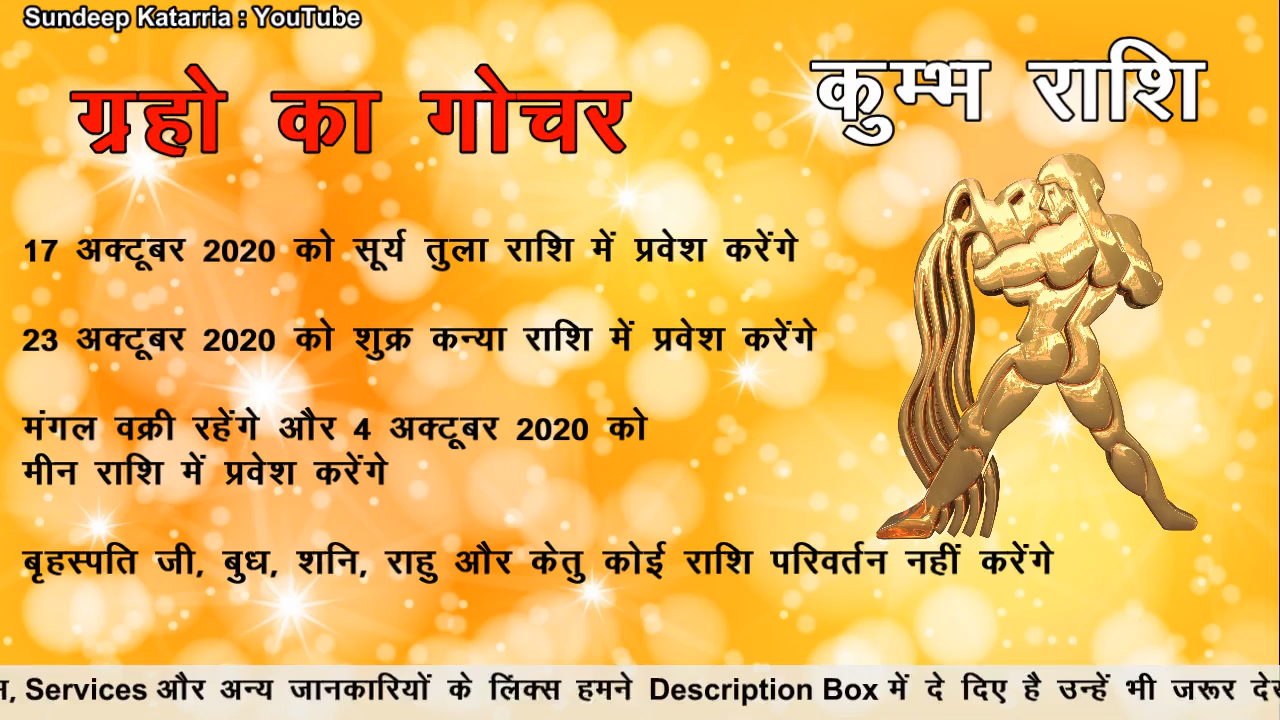 Sundeep Katarria : YouTube
ग्रहो का गोचर
कुम्भ राशि
17 अक्टूबर 2020 को सूर्य तुला राशि में प्रवेश करेंगे
23 अक्टूबर 2020 को शुक्र कन्या राशि में प्रवेश करेंगे
मंगल वक्री रहेंगे और 4 अक्टूबर 2020 को
मीन राशि में प्रवेश करेंगे
बृहस्पति जी, बुध, शनि, राहु और केतु कोई राशि परिवर्तन नहीं करेंगे
Services और अन्य जानकारियों के लिंक्स हमने Description Box में दे दिए है उन्हें भी जरूर